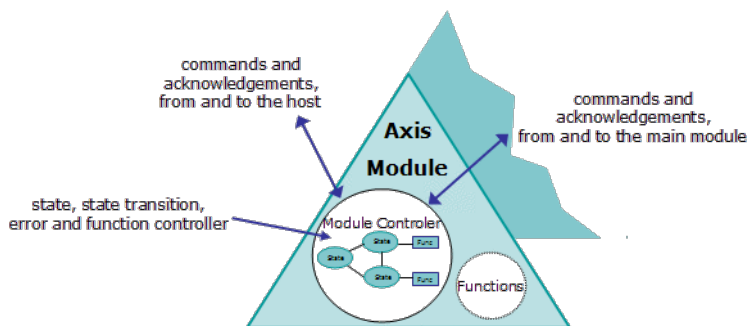 commands and
acknowledgements,
from and to the host
commands and
acknowledgements,
from and to the main module
Axis
Module
state, state transition,
error and function controller
Module Controler
State
Func
State
State
Func
Functions